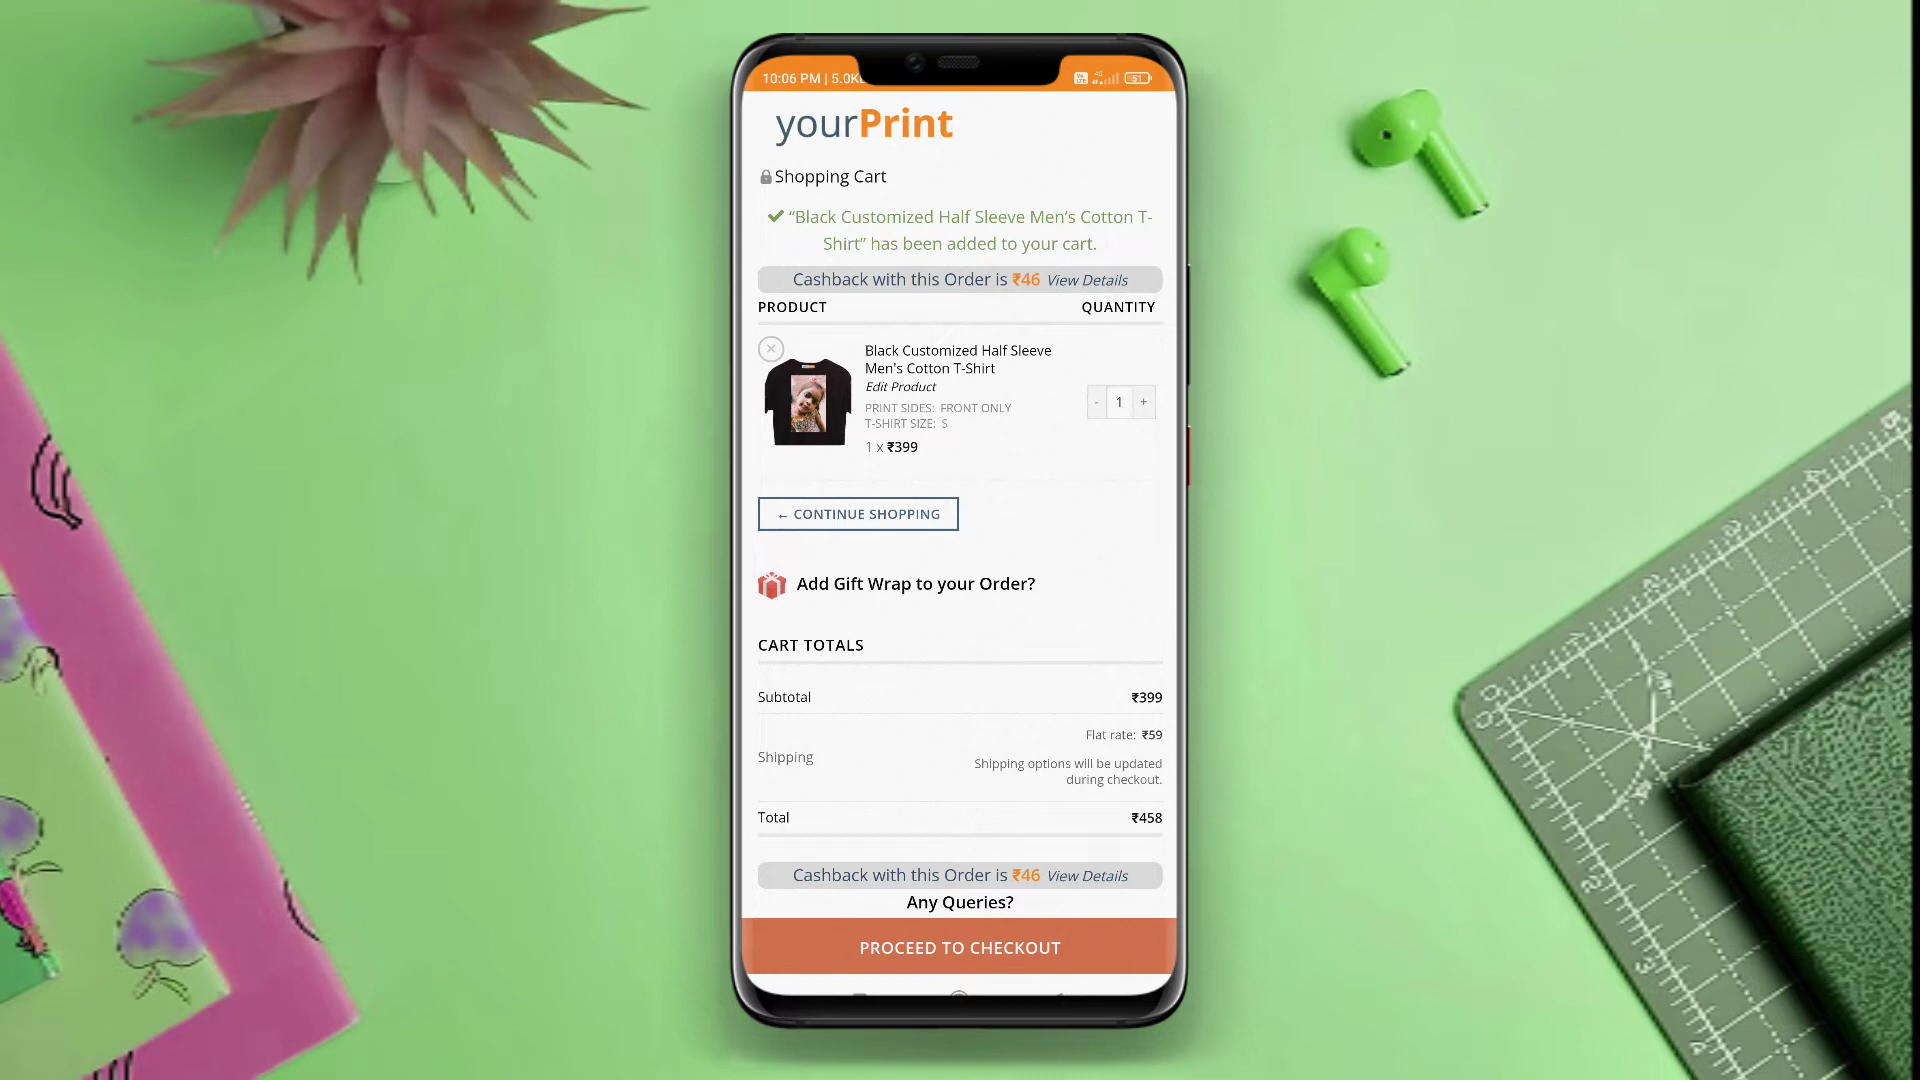 10:06 PM | 5.0K
yourPrint
Shopping Cart
“Black Customized Half Sleeve Men’s Cotton T-
Shirt” has been added to your cart.
Cashback with this Order is ₹46 View Details
PRODUCT QUANTITY
Black Customized Half Sleeve
Men's Cotton T-Shirt
Edit Product
PRINT SIDES: FRONT ONLY
T-SHIRT SIZE: S
- 1 +
1 x ₹399
← CONTINUE SHOPPING
Add Gift Wrap to your Order?
CART TOTALS
Subtotal ₹399
Flat rate: ₹59
Shipping
Shipping options will be updated
during checkout.
Total ₹458
Cashback with this Order is ₹46 View Details
Any Queries?
PROCEED TO CHECKOUT